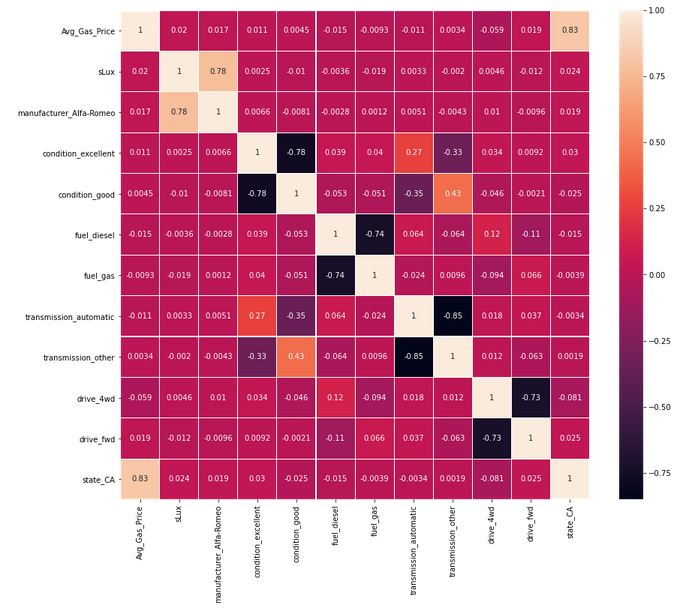 Avg_Gas_Price 1 0.02 0.017 0.011 0.0045 -0.015 -0.0093 -0.011 0.0034 -0.059 0.019 0.83
sLux 0.02 1 0.78 0.0025 -0.01 -0.0036 -0.019 0.0033 -0.002 0.0046 -0.012 0.024
manufacturer_Alfa-Romeo 0.017 0.78 1 0.0066 -0.0081 -0.0028 0.0012 0.0051 -0.0043 0.01 -0.0096 0.019
condition_excellent 0.011 0.0025 0.0066 1 -0.78 0.039 0.04 0.27 -0.33 0.034 0.0092 0.03
condition_good 0.0045 -0.01 -0.0081 -0.78 1 -0.053 -0.051 -0.35 0.43 -0.046 -0.0021 -0.025
fuel_diesel -0.015 -0.0036 -0.0028 0.039 -0.053 1 -0.74 0.064 -0.064 0.12 -0.11 -0.015
fuel_gas -0.0093 -0.019 0.0012 0.04 -0.051 -0.74 1 -0.024 0.0096 -0.094 0.066 -0.0039
transmission_automatic -0.011 0.0033 0.0051 0.27 -0.35 0.064 -0.024 1 -0.85 0.018 0.037 -0.0034
transmission_other 0.0034 -0.002 -0.0043 -0.33 0.43 -0.064 0.0096 -0.85 1 0.012 -0.063 0.0019
drive_4wd -0.059 0.0046 0.01 0.034 -0.046 0.12 -0.094 0.018 0.012 1 -0.73 -0.081
drive_fwd 0.019 -0.012 -0.0096 0.0092 -0.0021 -0.11 0.066 0.037 -0.063 -0.73 1 0.025
state_CA 0.83 0.024 0.019 0.03 -0.025 -0.015 -0.0039 -0.0034 0.0019 -0.081 0.025 1
Avg_Gas_Price
sLux
manufacturer_Alfa-Romeo
condition_excellent
condition_good
fuel_diesel
fuel_gas
transmission_automatic
transmission_other
drive_4wd
drive_fwd
state_CA
1.00
0.75
0.50
0.25
0.00
−0.25
−0.50
−0.75